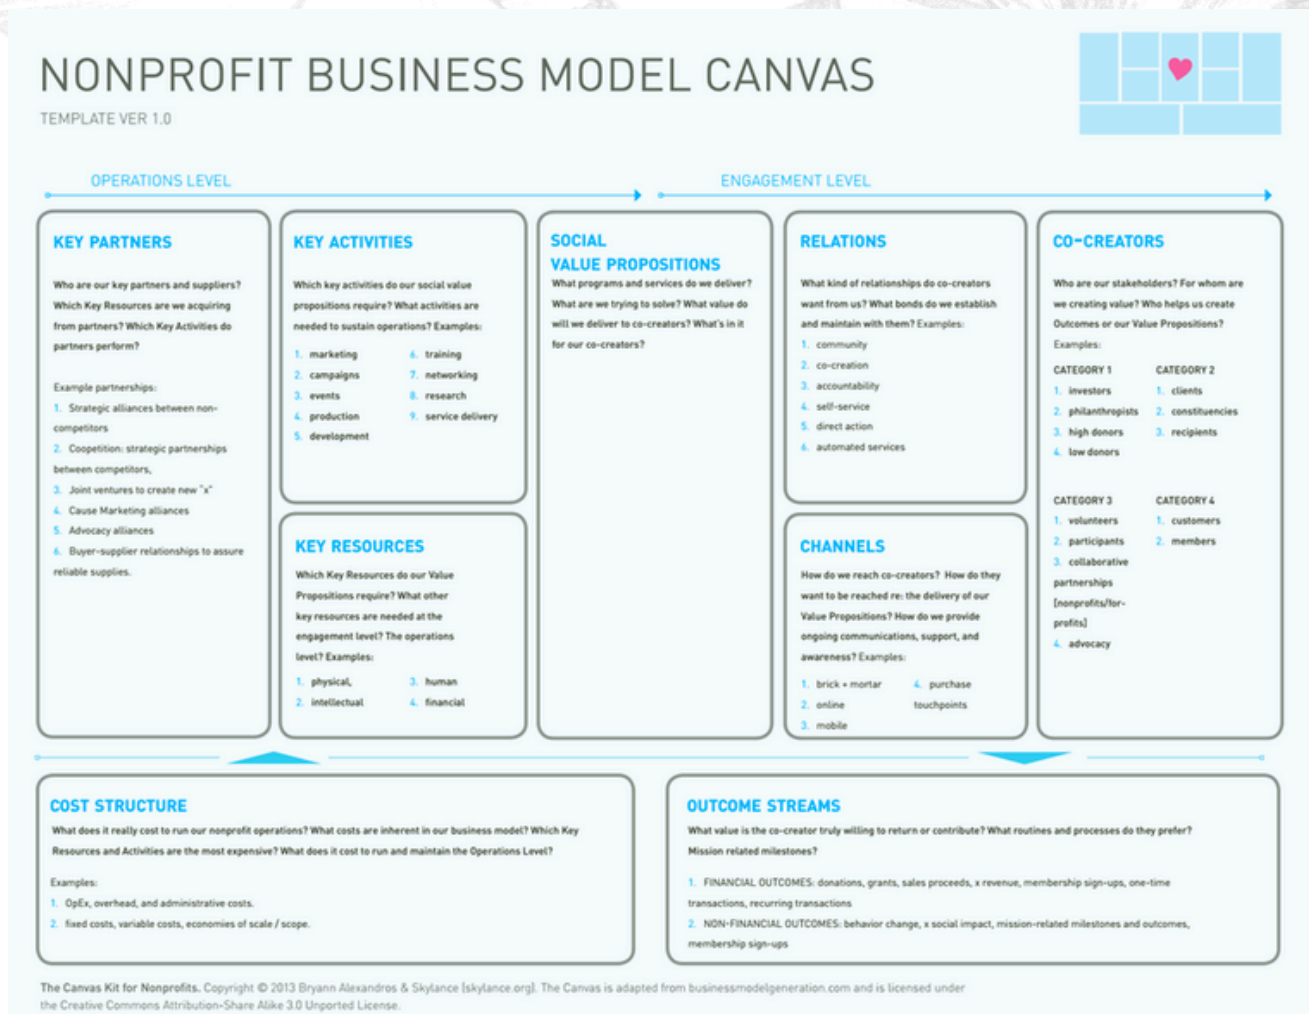 NONPROFIT BUSINESS MODEL CANVAS
TEMPLATE VER 1.0
OPERATIONS LEVEL
ENGAGEMENT LEVEL
KEY PARTNERS
Who are our key partners and suppliers?
Which Key Resources are we acquiring
from partners? Which Key Activities do
partners perform?
Example partnerships:
1. Strategic alliances between non-
competitors
2. Coopetition: strategic partnerships
between competitors,
3. Joint ventures to create new "x"
4. Cause Marketing alliances
5. Advocacy alliances
6. Buyer-supplier relationships to assure
reliable supplies.
KEY ACTIVITIES
Which key activities do our social value
propositions require? What activities are
needed to sustain operations? Examples:
1. marketing
2. campaigns
3. events
4. production
5. development
6. training
7. networking
8. research
9. service delivery
KEY RESOURCES
Which Key Resources do our Value
Propositions require? What other
key resources are needed at the
engagement level? The operations
level? Examples:
1. physical,
2. intellectual
3. human
4. financial
SOCIAL
VALUE PROPOSITIONS
What programs and services do we deliver?
What are we trying to solve? What value do
will we deliver to co-creators? What's in it
for our co-creators?
RELATIONS
What kind of relationships do co-creators
want from us? What bonds do we establish
and maintain with them? Examples:
1. community
2. co-creation
3. accountability
4. self-service
5. direct action
6. automated services
CHANNELS
How do we reach co-creators? How do they
want to be reached re: the delivery of our
Value Propositions? How do we provide
ongoing communications, support, and
awareness? Examples:
1. brick + mortar
2. online
3. mobile
4. purchase
touchpoints
CO-CREATORS
Who are our stakeholders? For whom are
we creating value? Who helps us create
Outcomes or our Value Propositions?
Examples:
CATEGORY 1
1. investors
2. philanthropists
3. high donors
4. low donors
CATEGORY 2
1. clients
2. constituencies
3. recipients
CATEGORY 3
1. volunteers
2. participants
3. collaborative
partnerships
[nonprofits/for-
profits]
4. advocacy
CATEGORY 4
1. customers
2. members
COST STRUCTURE
What does it really cost to run our nonprofit operations? What costs are inherent in our business model? Which Key
Resources and Activities are the most expensive? What does it cost to run and maintain the Operations Level?
Examples:
1. OpEx, overhead, and administrative costs.
2. fixed costs, variable costs, economies of scale / scope.
OUTCOME STREAMS
What value is the co-creator truly willing to return or contribute? What routines and processes do they prefer?
Mission related milestones?
1. FINANCIAL OUTCOMES: donations, grants, sales proceeds, x revenue, membership sign-ups, one-time
transactions, recurring transactions
2. NON-FINANCIAL OUTCOMES: behavior change, x social impact, mission-related milestones and outcomes,
membership sign-ups
The Canvas Kit for Nonprofits. Copyright © 2013 Bryann Alexandros & Skylance [skylance.org]. The Canvas is adapted from businessmodelgeneration.com and is licensed under
the Creative Commons Attribution-Share Alike 3.0 Unported License.